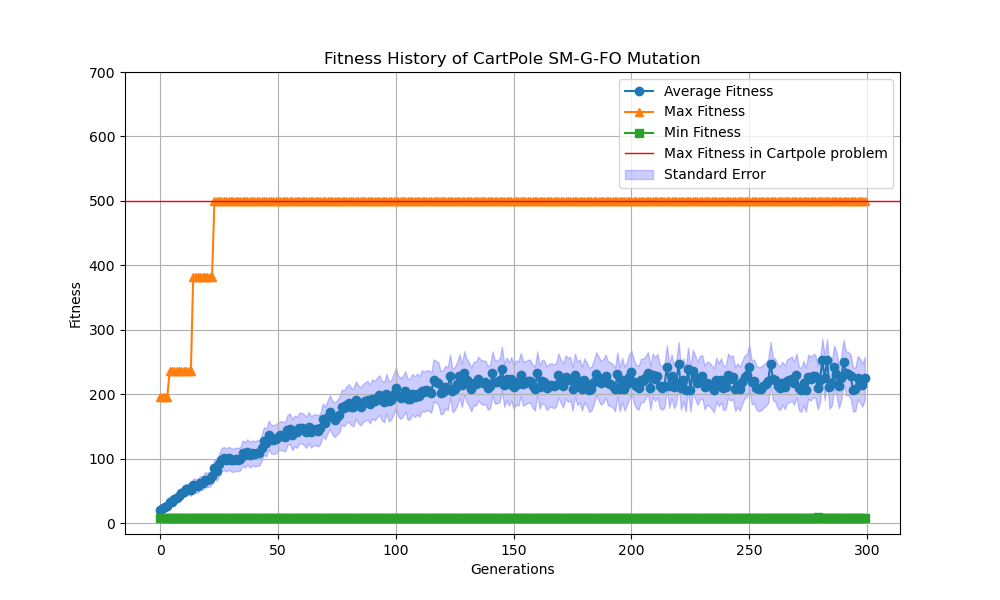 Fitness History of CartPole SM-G-FO Mutation
700
600
500
400
300
200
100
0
Fitness
Average Fitness
Max Fitness
Min Fitness
Max Fitness in Cartpole problem
Standard Error
0 50 100 150 200 250 300
Generations